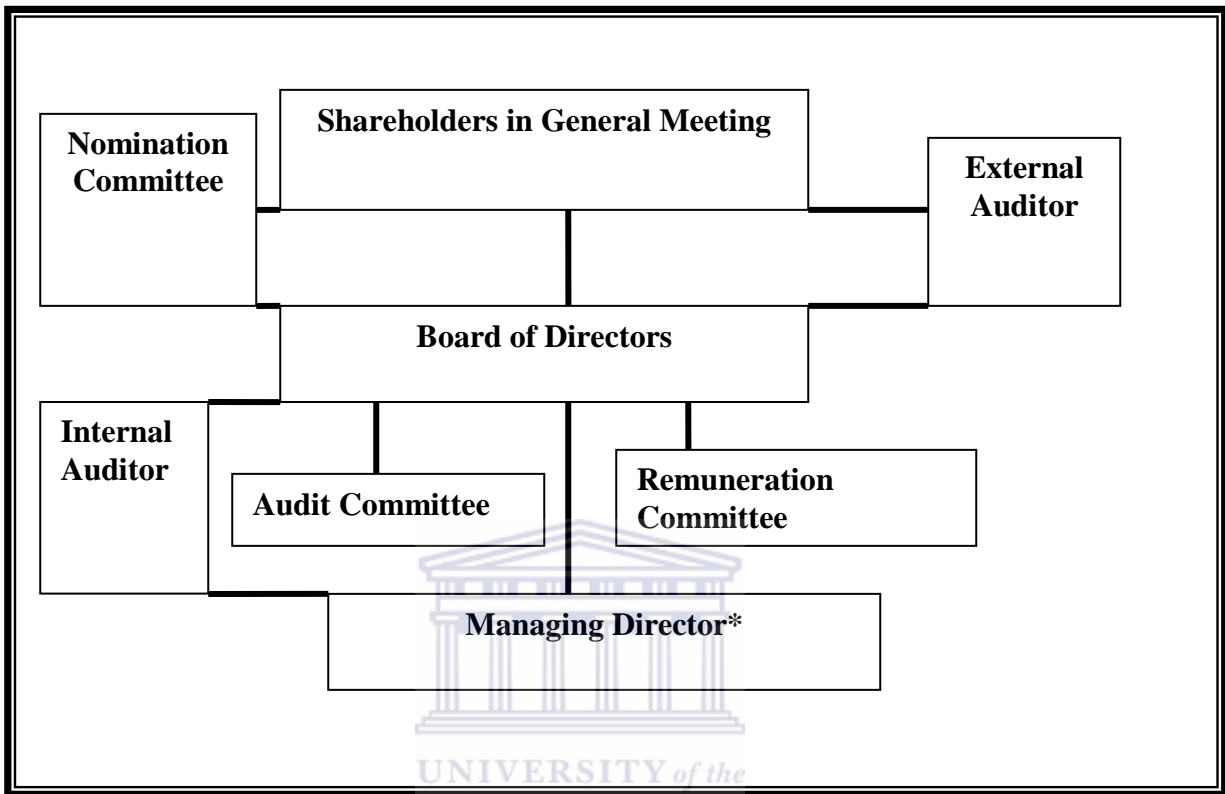 Shareholders in General Meeting
Nomination
Committee
External
Auditor
Board of Directors
Internal
Auditor
Audit Committee
Remuneration
Committee
Managing Director*
UNIVERSITY of the